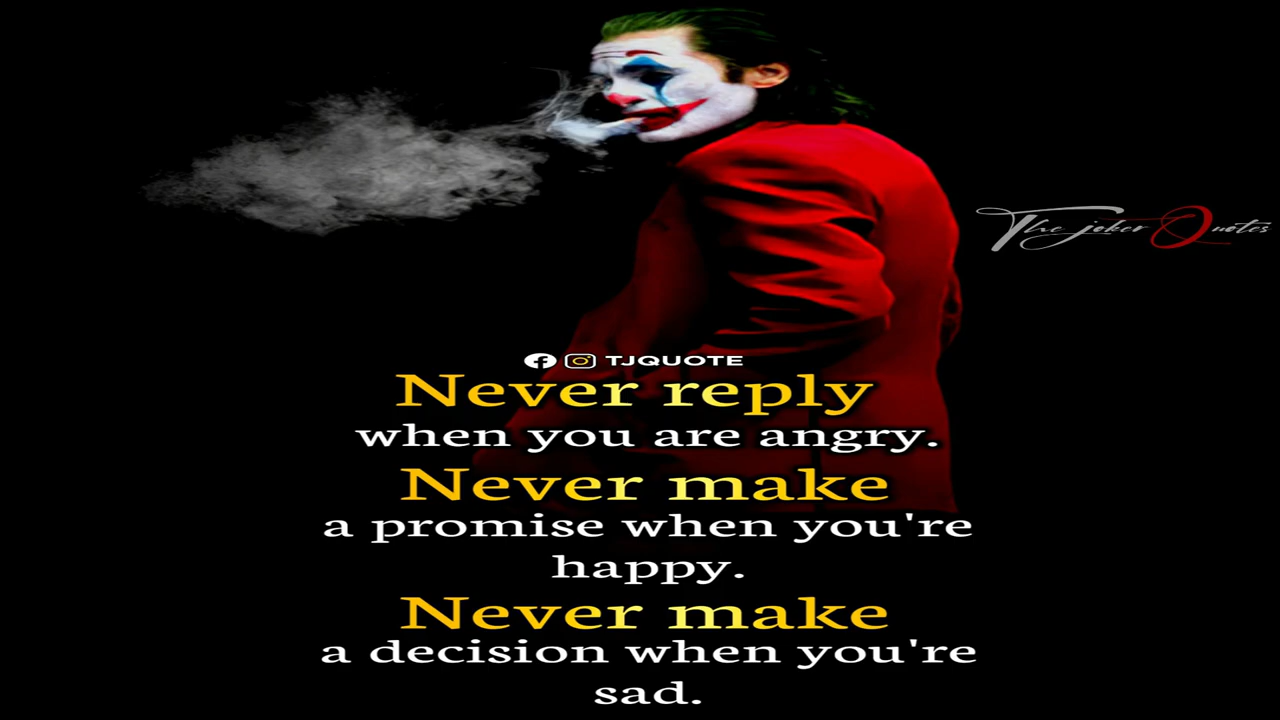 The joker Quotes
TJQUOTE
Never reply
when you are angry.
Never make
a promise when you're
happy.
Never make
a decision when you're
sad.